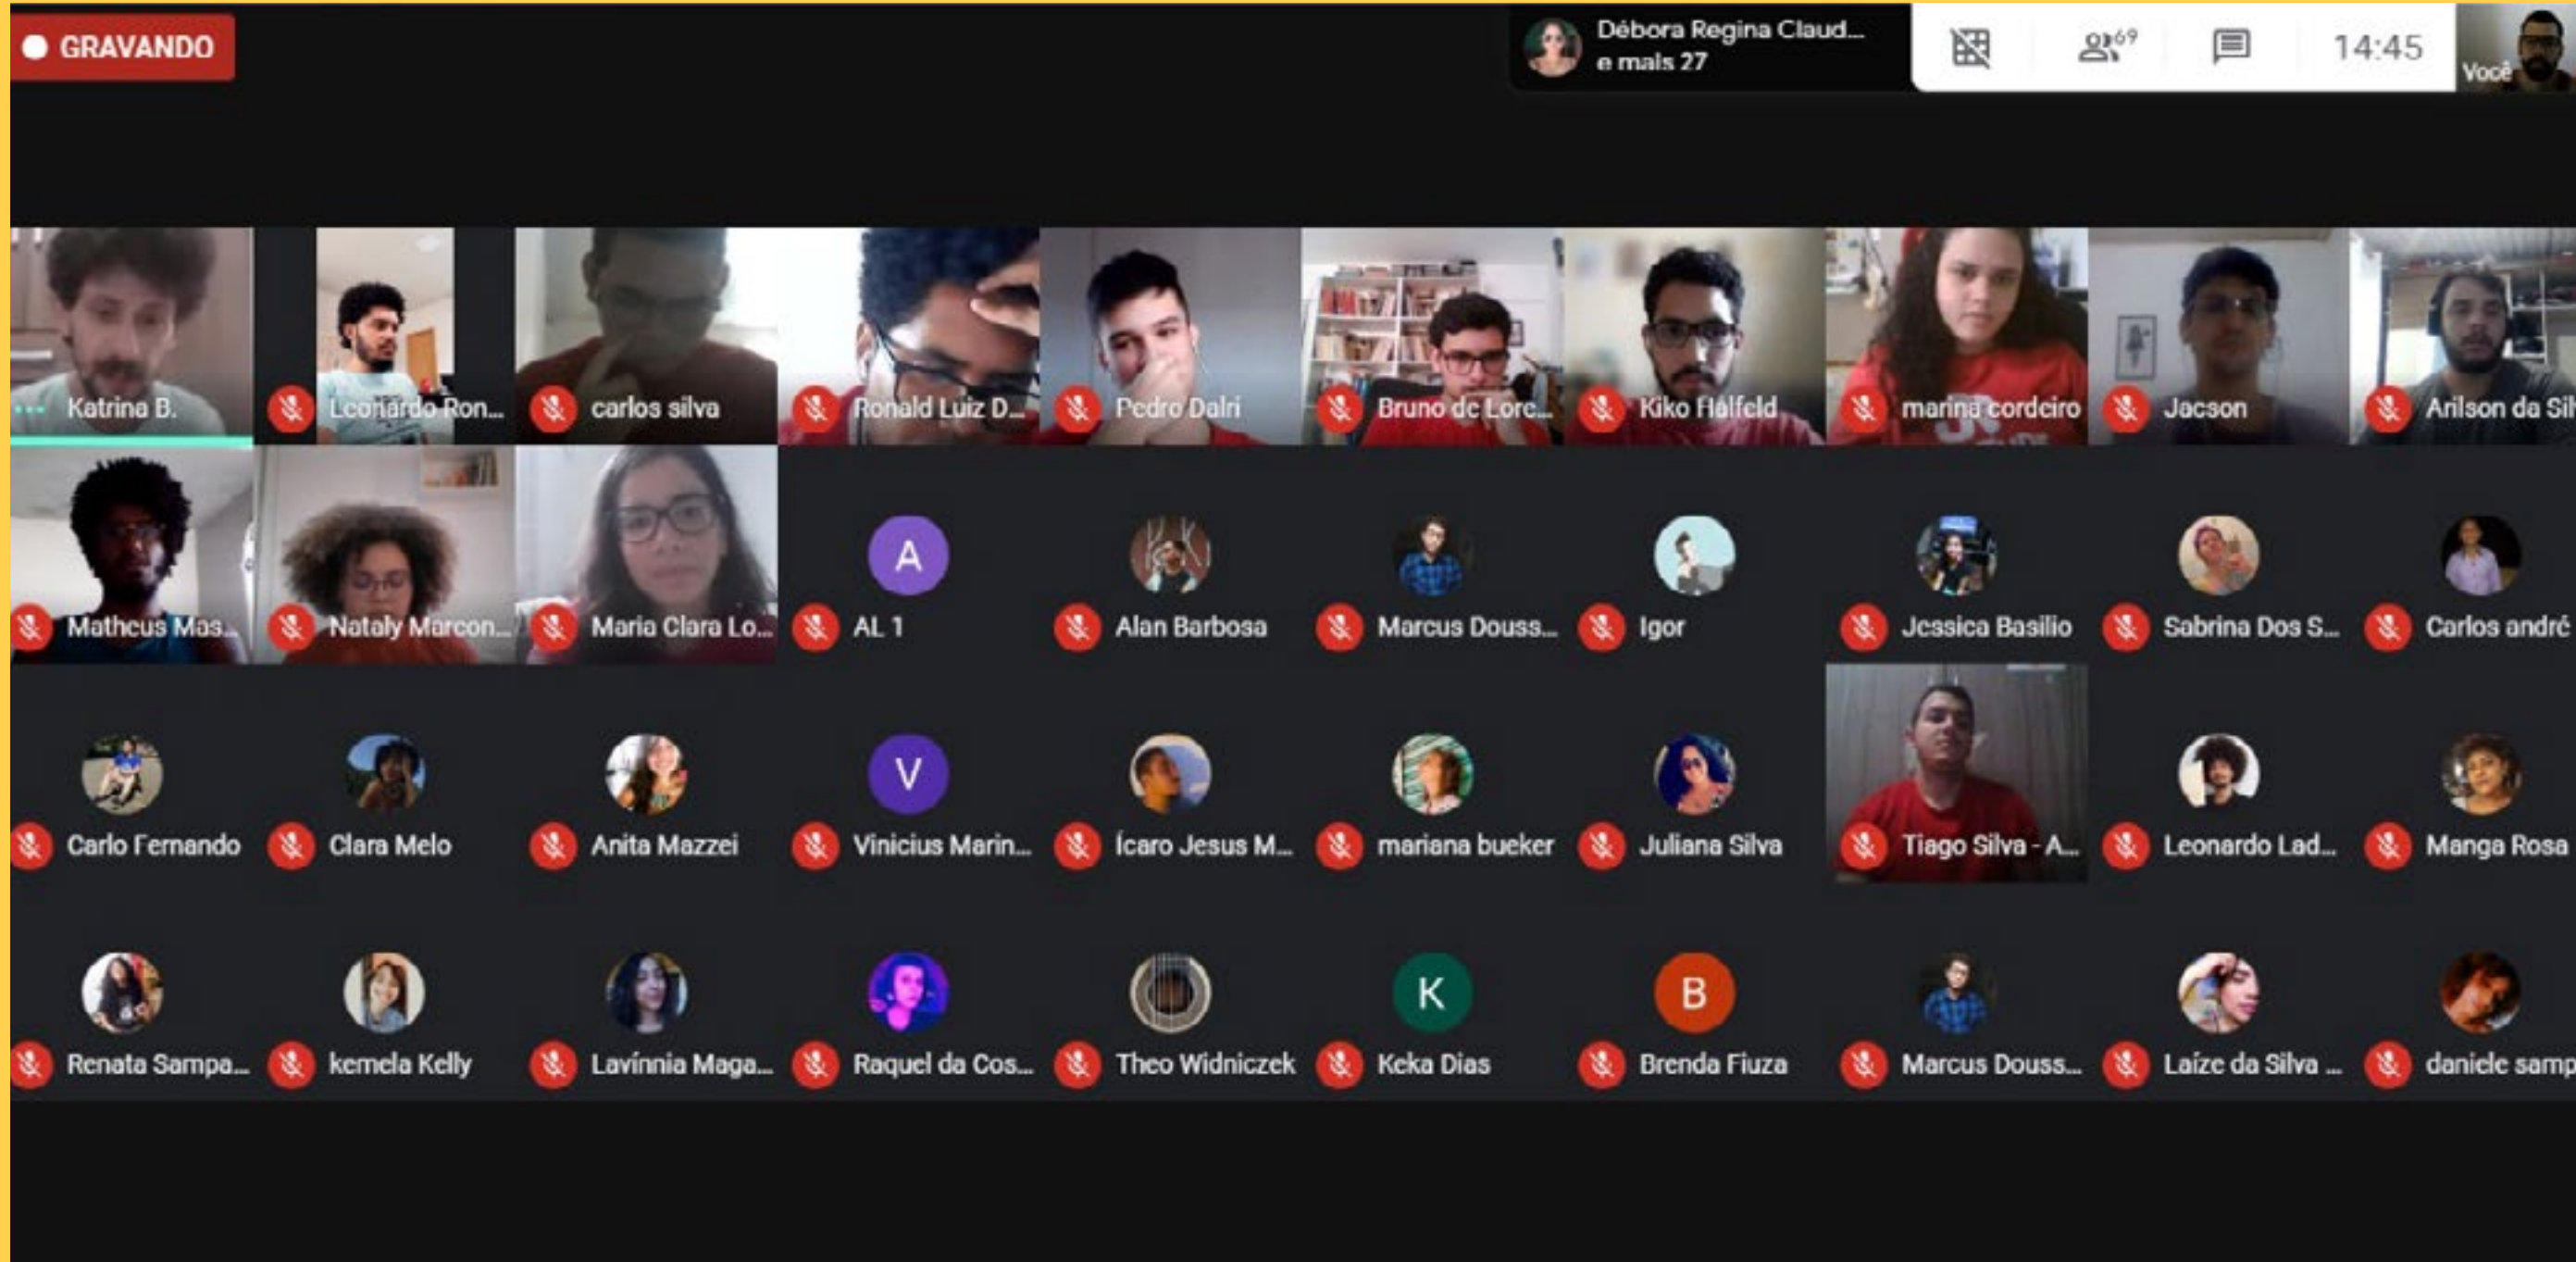 GRAVANDO
Débora Regina Claud...
e mais 27
69
14:45
Você
Katrina B.
Leonardo Ron...
carlos silva
Ronald Luiz D...
Pedro Dalri
Bruno de Lore...
Kiko Halfeld
marina cordeiro
Jacson
Arilson da Silv
Matheus Mas...
Nataly Marcon...
Maria Clara Lo...
A
AL 1
Alan Barbosa
Marcus Douss...
Igor
Jessica Basilio
Sabrina Dos S...
Carlos andré
Carlo Fernando
Clara Melo
Anita Mazzei
V
Vinicius Marin...
Ícaro Jesus M...
mariana bueker
Juliana Silva
Tiago Silva - A...
Leonardo Lad...
Manga Rosa
Renata Sampa...
kemela Kelly
Lavínnia Maga...
Raquel da Cos...
Theo Widniczek
K
Keka Dias
B
Brenda Fiuza
Marcus Douss...
Laíze da Silva ...
daniele samp